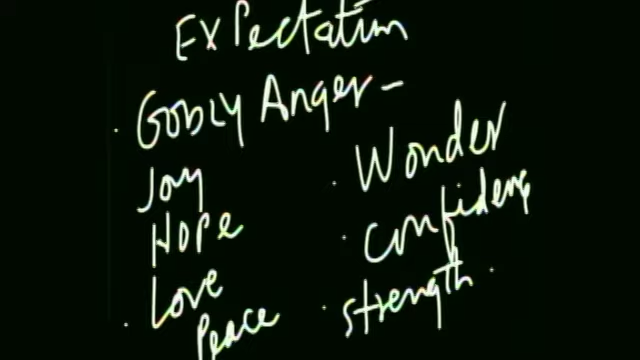 Expectation
Godly Anger -
Joy
Wonder
Hope
Confidence
Love
strength
Peace